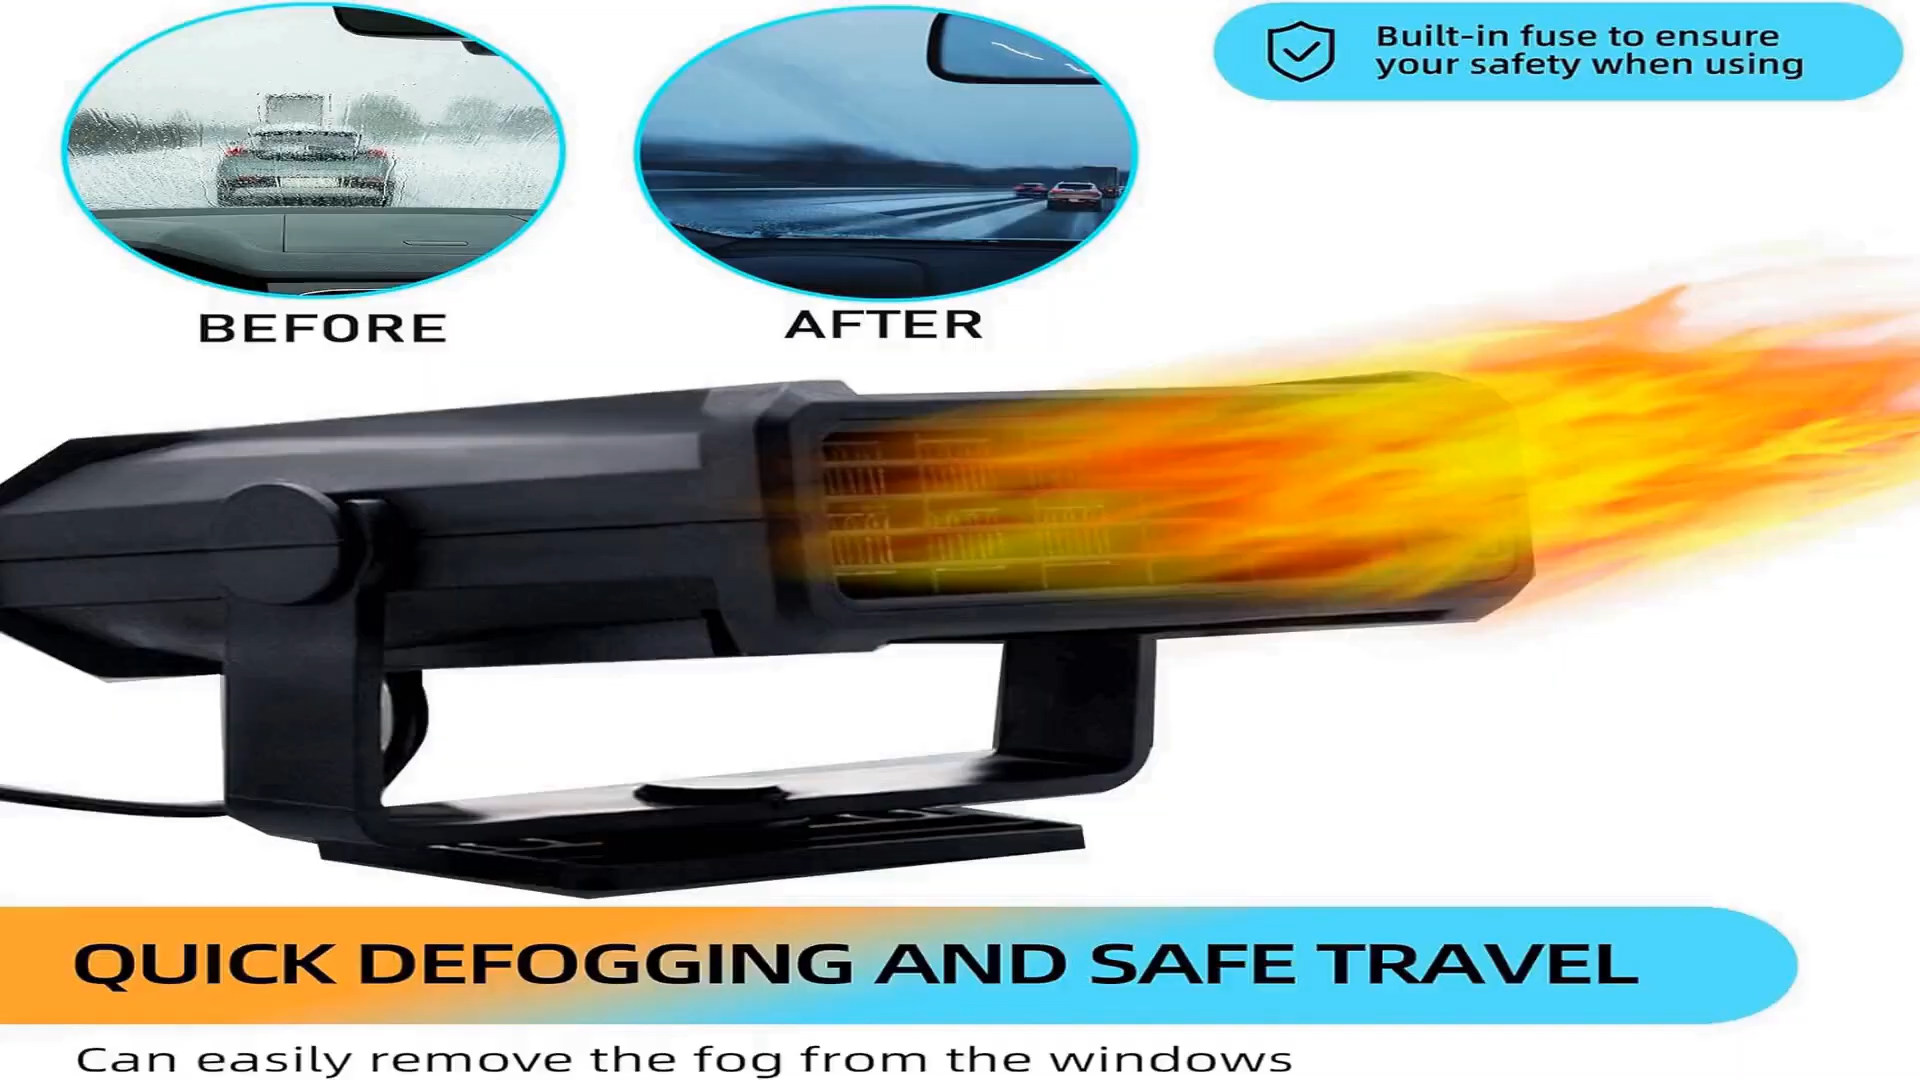 Built-in fuse to ensure
your safety when using
BEFORE
AFTER
QUICK DEFOGGING AND SAFE TRAVEL
Can easily remove the fog from the windows